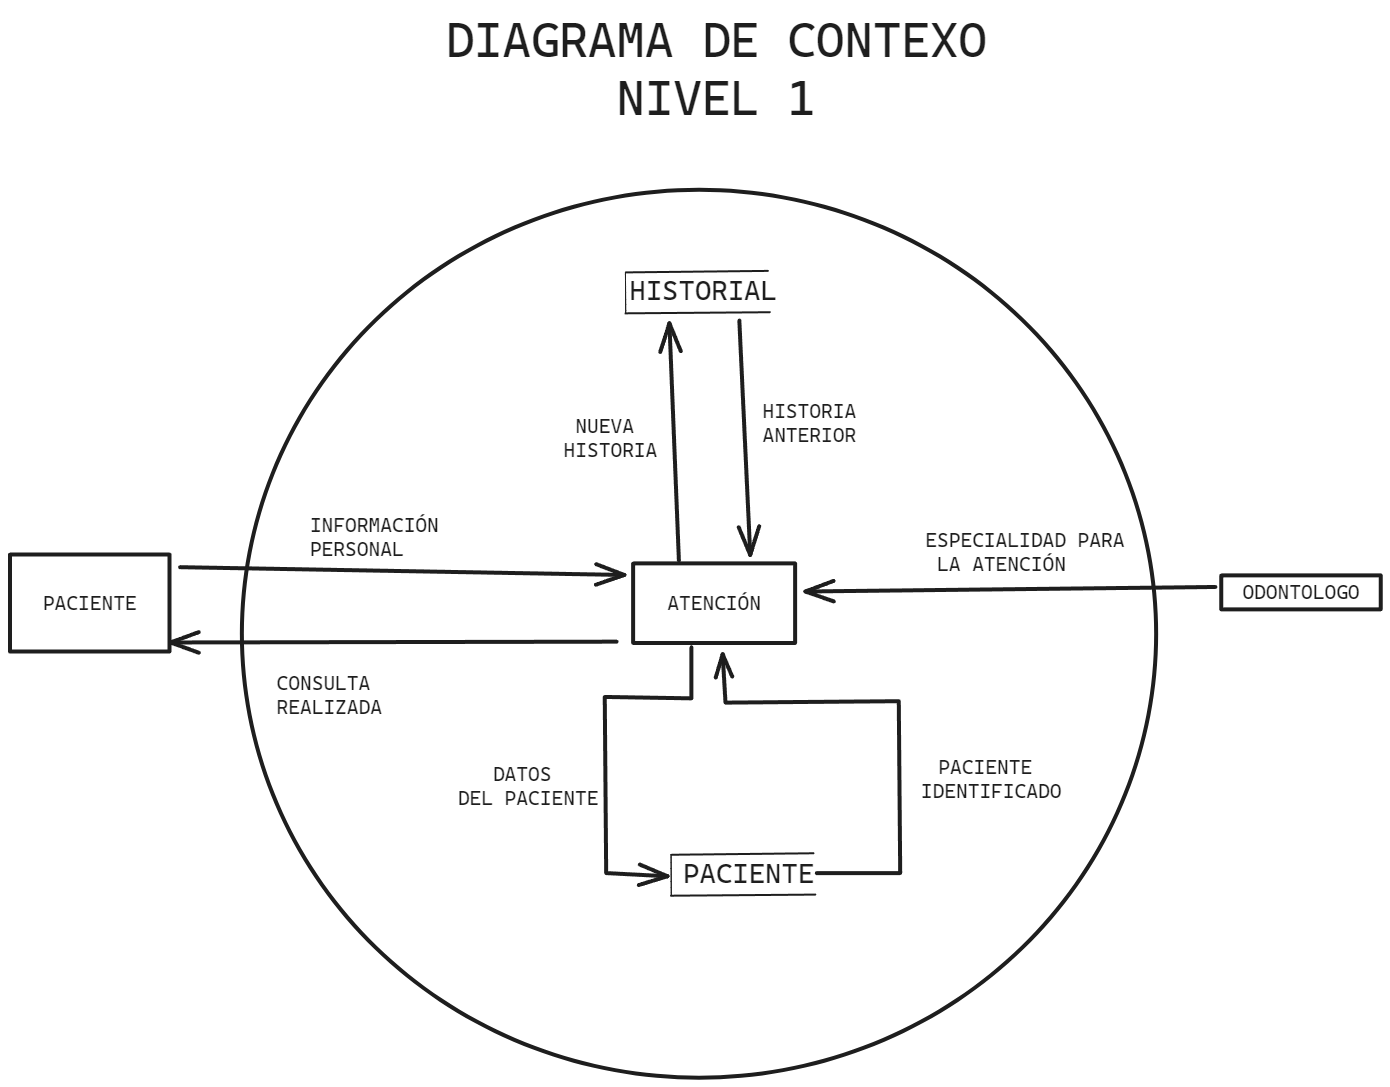 DIAGRAMA DE CONTEXO
NIVEL 1
HISTORIAL
NUEVA
HISTORIA
HISTORIA
ANTERIOR
INFORMACIÓN
PERSONAL
ESPECIALIDAD PARA
LA ATENCIÓN
PACIENTE
ATENCIÓN
ODONTOLOGO
CONSULTA
REALIZADA
DATOS
DEL PACIENTE
PACIENTE
IDENTIFICADO
PACIENTE